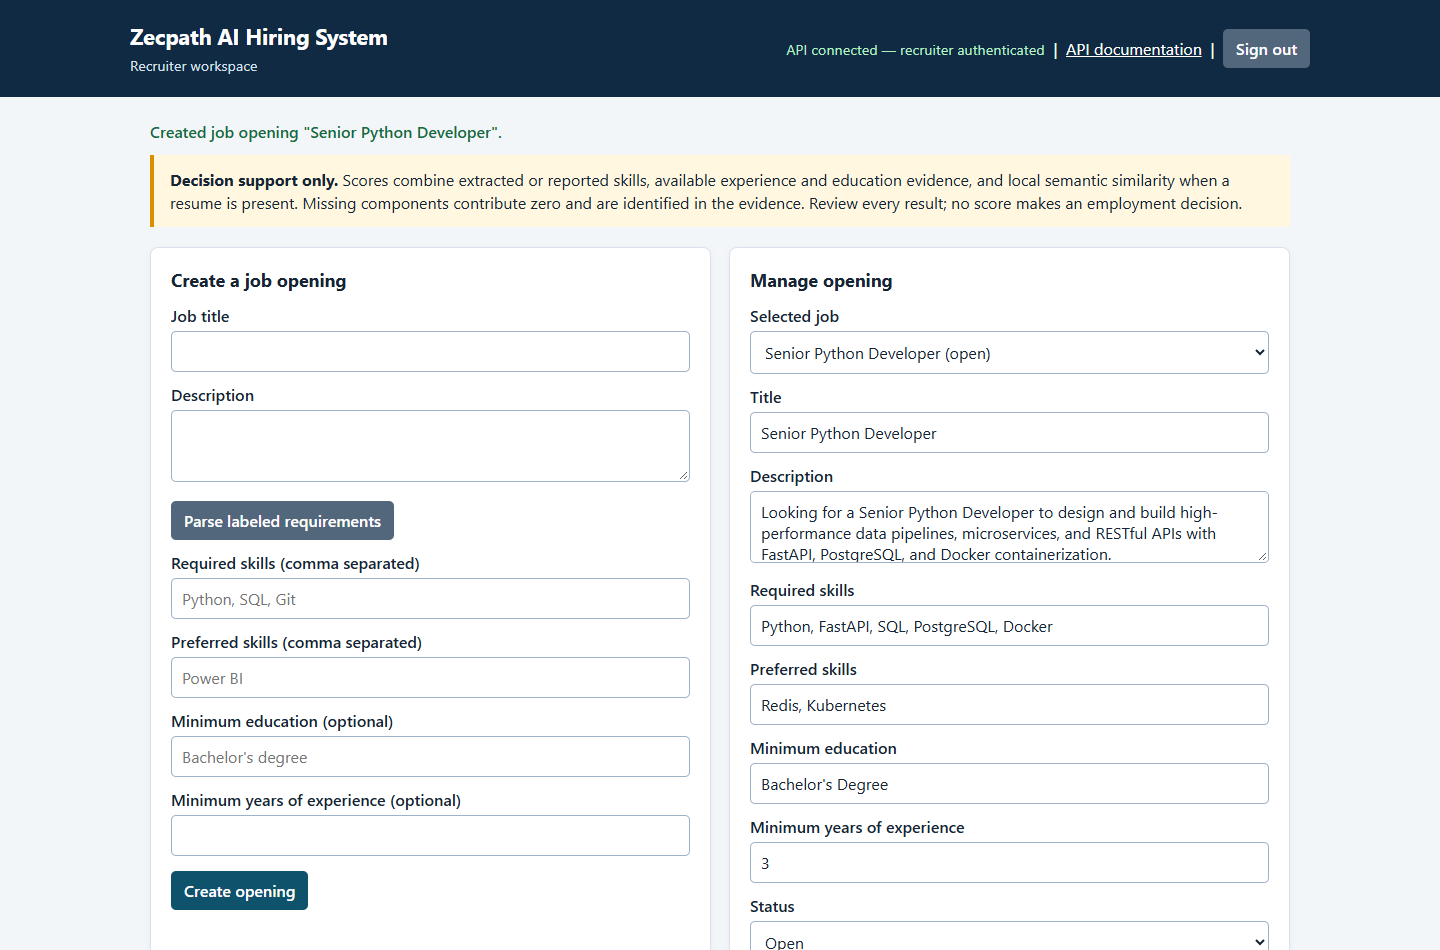 Zecpath AI Hiring System
Recruiter workspace
API connected — recruiter authenticated | API documentation | Sign out
Created job opening "Senior Python Developer".
Decision support only. Scores combine extracted or reported skills, available experience and education evidence, and local semantic similarity when a
resume is present. Missing components contribute zero and are identified in the evidence. Review every result; no score makes an employment decision.
Create a job opening
Job title
Description
Parse labeled requirements
Required skills (comma separated)
Python, SQL, Git
Preferred skills (comma separated)
Power BI
Minimum education (optional)
Bachelor's degree
Minimum years of experience (optional)
Create opening
Manage opening
Selected job
Senior Python Developer (open)
Title
Senior Python Developer
Description
Looking for a Senior Python Developer to design and build high-
performance data pipelines, microservices, and RESTful APIs with
FastAPI, PostgreSQL, and Docker containerization.
Required skills
Python, FastAPI, SQL, PostgreSQL, Docker
Preferred skills
Redis, Kubernetes
Minimum education
Bachelor's Degree
Minimum years of experience
3
Status
Open